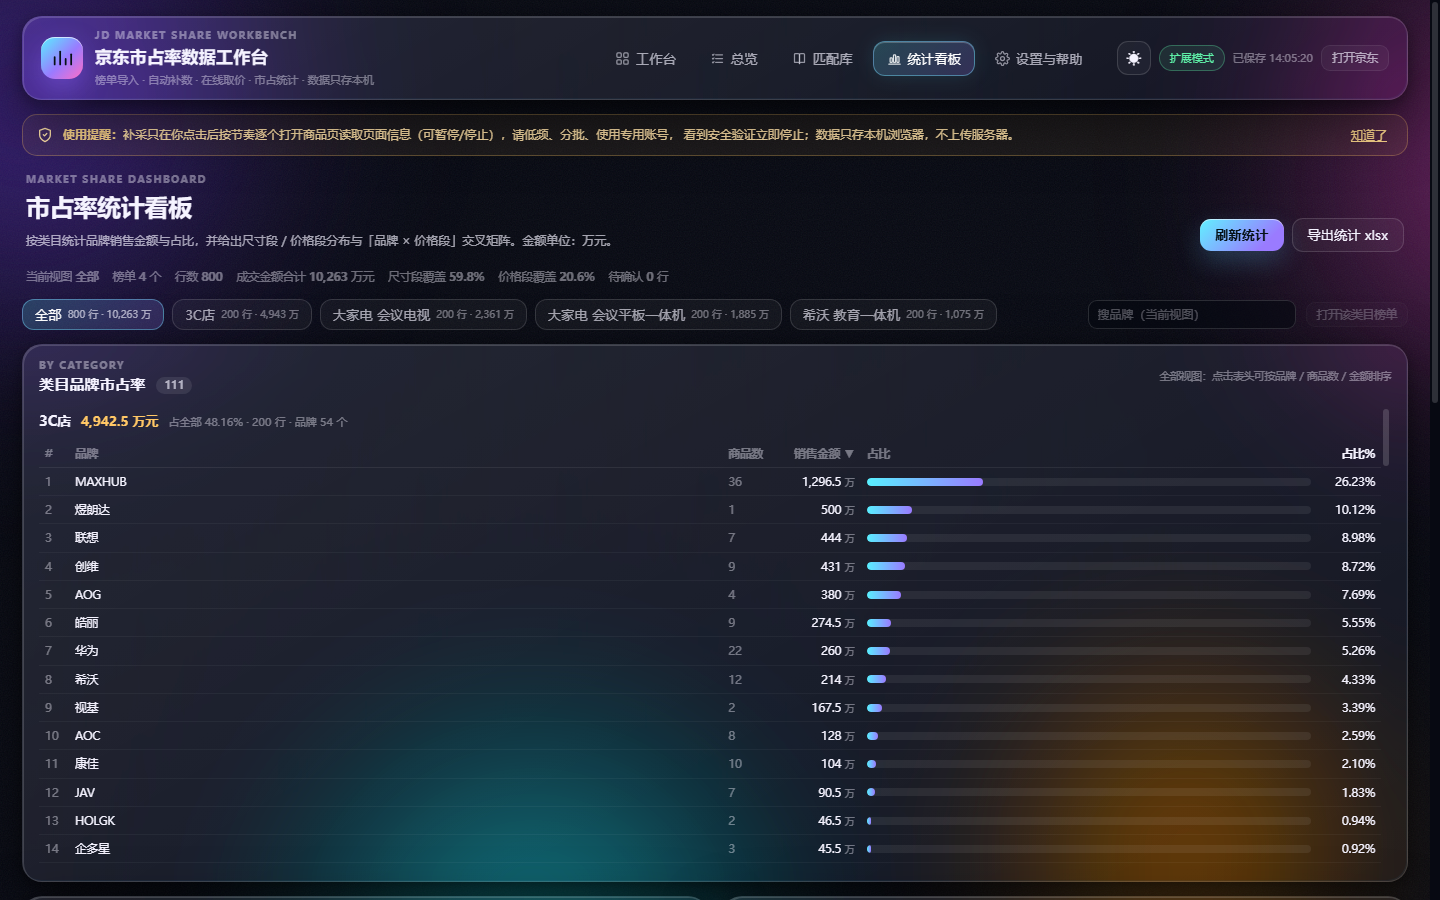 JD MARKET SHARE WORKBENCH
京东市占率数据工作台
榜单导入 · 自动补数 · 在线取价 · 市占统计 · 数据只存本机
工作台 总览 匹配库 统计看板 设置与帮助
扩展模式 已保存 14:05:20 打开京东
使用提醒：补采只在你点击后按节奏逐个打开商品页读取页面信息（可暂停/停止），请低频、分批、使用专用账号， 看到安全验证立即停止；数据只存本机浏览器，不上传服务器。 知道了
MARKET SHARE DASHBOARD
市占率统计看板
按类目统计品牌销售金额与占比，并给出尺寸段 / 价格段分布与「品牌 × 价格段」交叉矩阵。金额单位：万元。
刷新统计 导出统计 xlsx
当前视图 全部 榜单 4 个 行数 800 成交金额合计 10,263 万元 尺寸段覆盖 59.8% 价格段覆盖 20.6% 待确认 0 行
全部 800 行 · 10,263 万 3C店 200 行 · 4,943 万 大家电 会议电视 200 行 · 2,361 万 大家电 会议平板一体机 200 行 · 1,885 万 希沃 教育一体机 200 行 · 1,075 万 搜品牌（当前视图） 打开该类目榜单
BY CATEGORY
类目品牌市占率 111
全部视图：点击表头可按品牌 / 商品数 / 金额排序
3C店 4,942.5 万元 占全部 48.16% · 200 行 · 品牌 54 个
# 品牌 商品数 销售金额 ▼ 占比 占比%
1 MAXHUB 36 1,296.5 万 26.23%
2 煜朗达 1 500 万 10.12%
3 联想 7 444 万 8.98%
4 创维 9 431 万 8.72%
5 AOG 4 380 万 7.69%
6 皓丽 9 274.5 万 5.55%
7 华为 22 260 万 5.26%
8 希沃 12 214 万 4.33%
9 视基 2 167.5 万 3.39%
10 AOC 8 128 万 2.59%
11 康佳 10 104 万 2.10%
12 JAV 7 90.5 万 1.83%
13 HOLGK 2 46.5 万 0.94%
14 企多星 3 45.5 万 0.92%